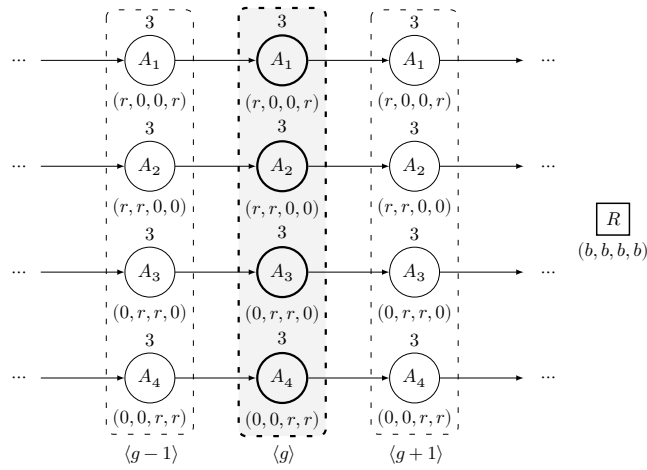 3 3 3
... A₁ A₁ A₁ ...
(r, 0, 0, r) (r, 0, 0, r) (r, 0, 0, r)
3 3 3
... A₂ A₂ A₂ ...
(r, r, 0, 0) (r, r, 0, 0) (r, r, 0, 0)
R
(b, b, b, b)
3 3 3
... A₃ A₃ A₃ ...
(0, r, r, 0) (0, r, r, 0) (0, r, r, 0)
3 3 3
... A₄ A₄ A₄ ...
(0, 0, r, r) (0, 0, r, r) (0, 0, r, r)
⟨g − 1⟩ ⟨g⟩ ⟨g + 1⟩